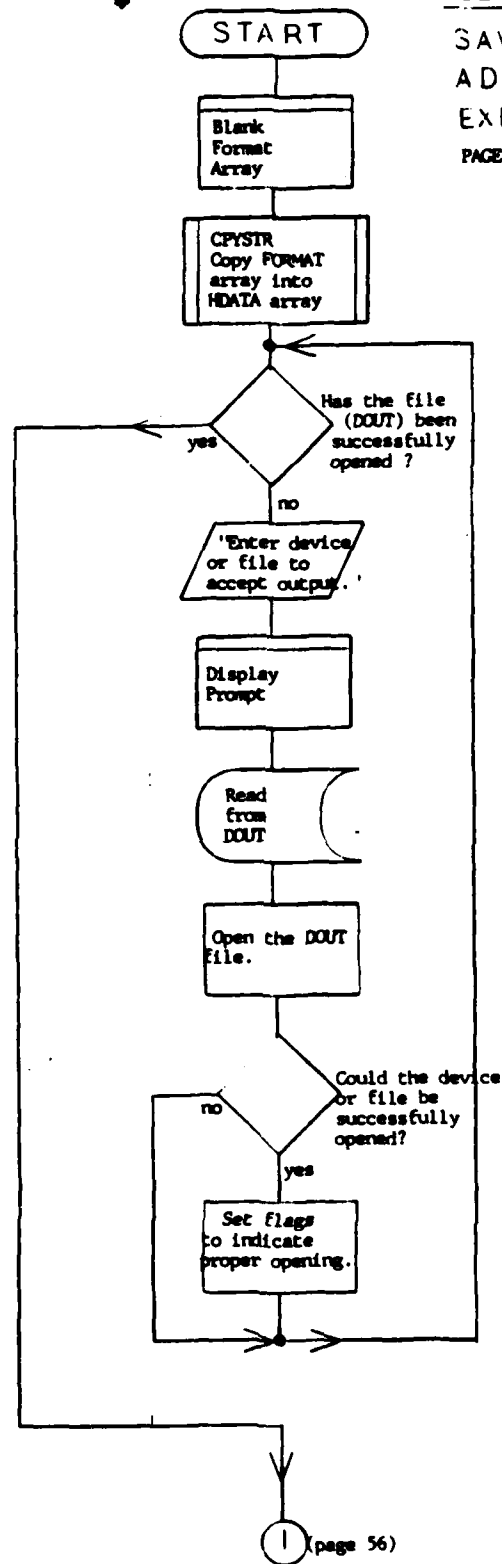 START
SAV
AD
EX
PAGE
Blank
Format
Array
CPYSTR
Copy FORMAT
array into
HDATA array
Has the file
(DOUT) been
successfully
opened ?
yes
no
'Enter device
or file to
accept output.'
Display
Prompt
Read
from
DOUT
Open the DOUT
file.
Could the device
or file be
successfully
opened?
no
yes
Set flags
to indicate
proper opening.
1 (page 56)